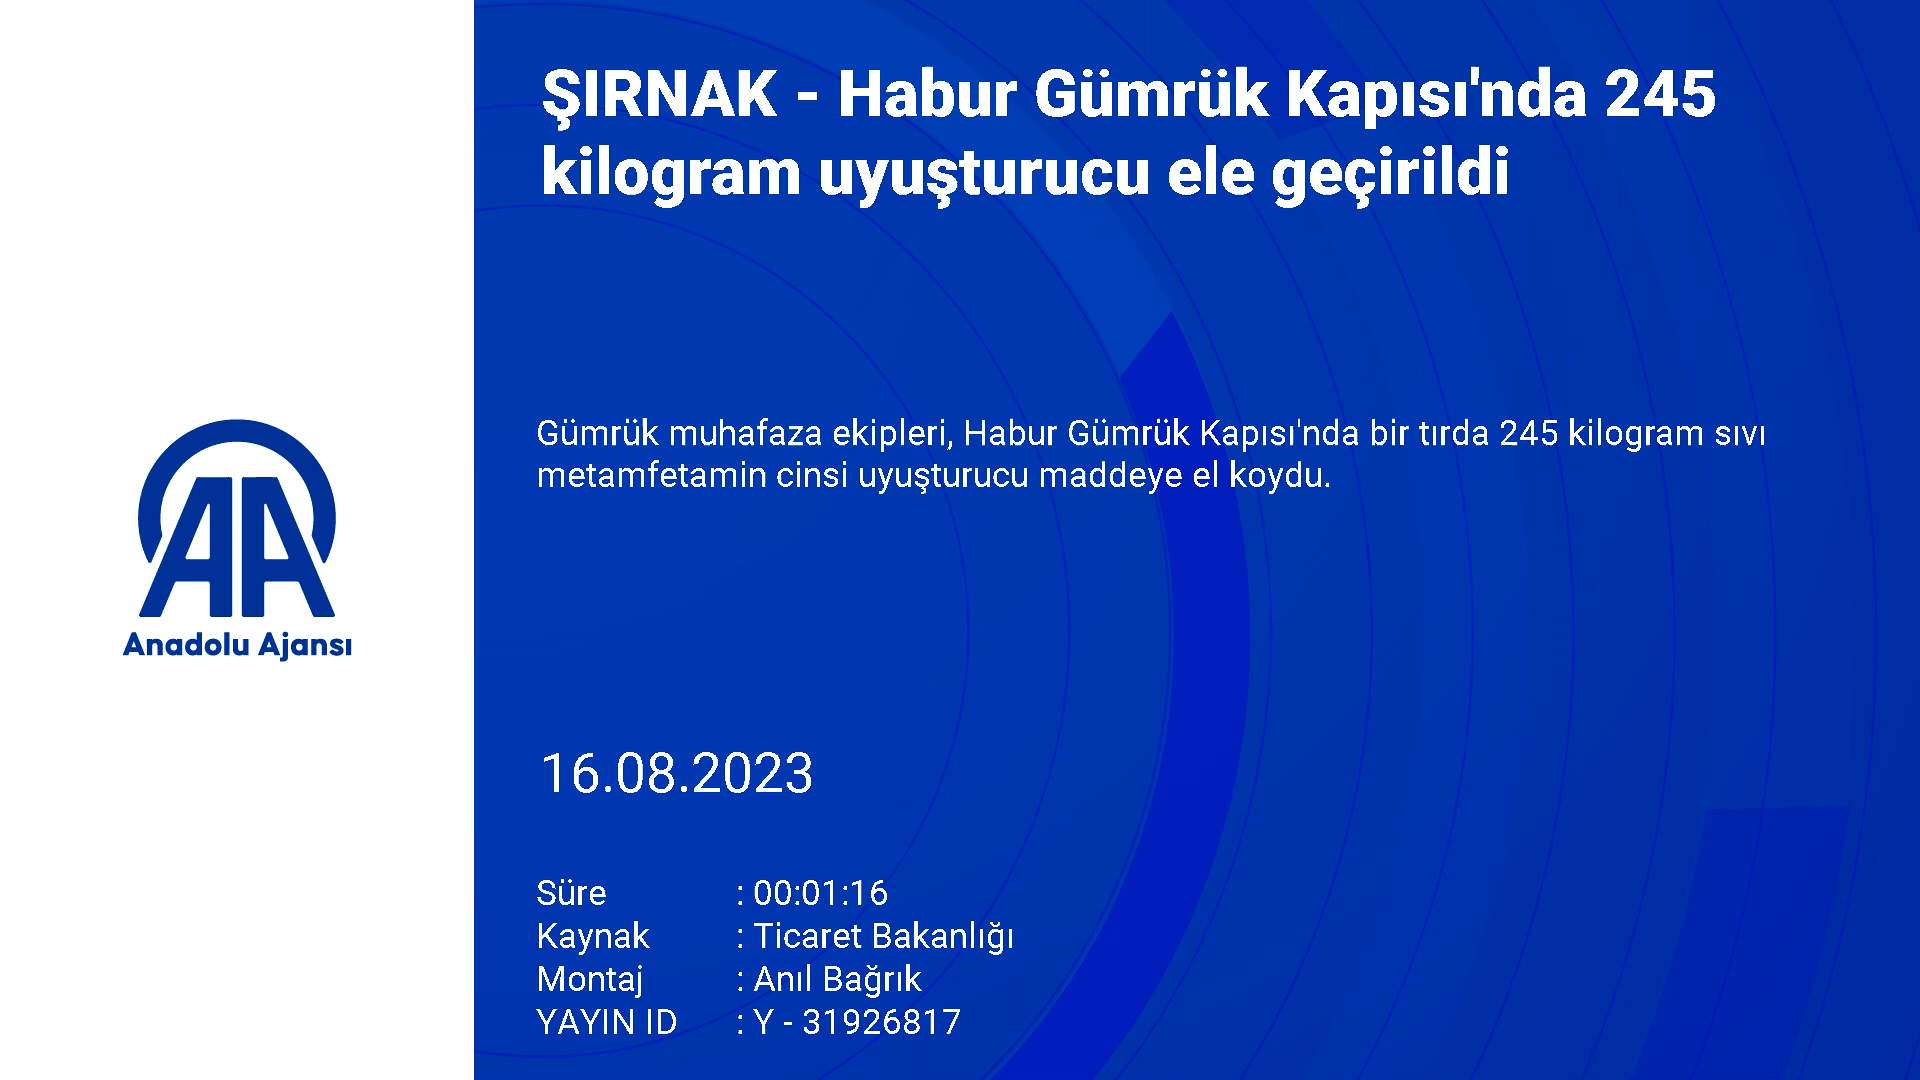 ŞIRNAK - Habur Gümrük Kapısı'nda 245
kilogram uyuşturucu ele geçirildi
Gümrük muhafaza ekipleri, Habur Gümrük Kapısı'nda bir tırda 245 kilogram sıvı
metamfetamin cinsi uyuşturucu maddeye el koydu.
AA
Anadolu Ajansı
16.08.2023
Süre : 00:01:16
Kaynak : Ticaret Bakanlığı
Montaj : Anıl Bağrık
YAYIN ID : Y - 31926817